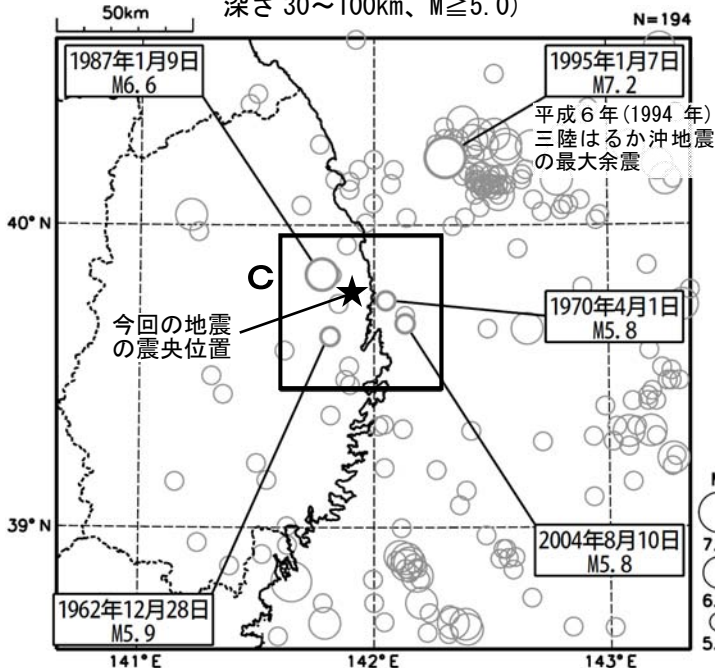 深さ 30～100km、M≧5.0)
50km
N=194
1987年1月9日
M6.6
1995年1月7日
M7.2
平成６年(1994 年)
三陸はるか沖地震
の最大余震
40°N
C
今回の地震
の震央位置
1970年4月1日
M5.8
39°N
2004年8月10日
M5.8
1962年12月28日
M5.9
7.
6.
5.
141°E
142°E
143°E